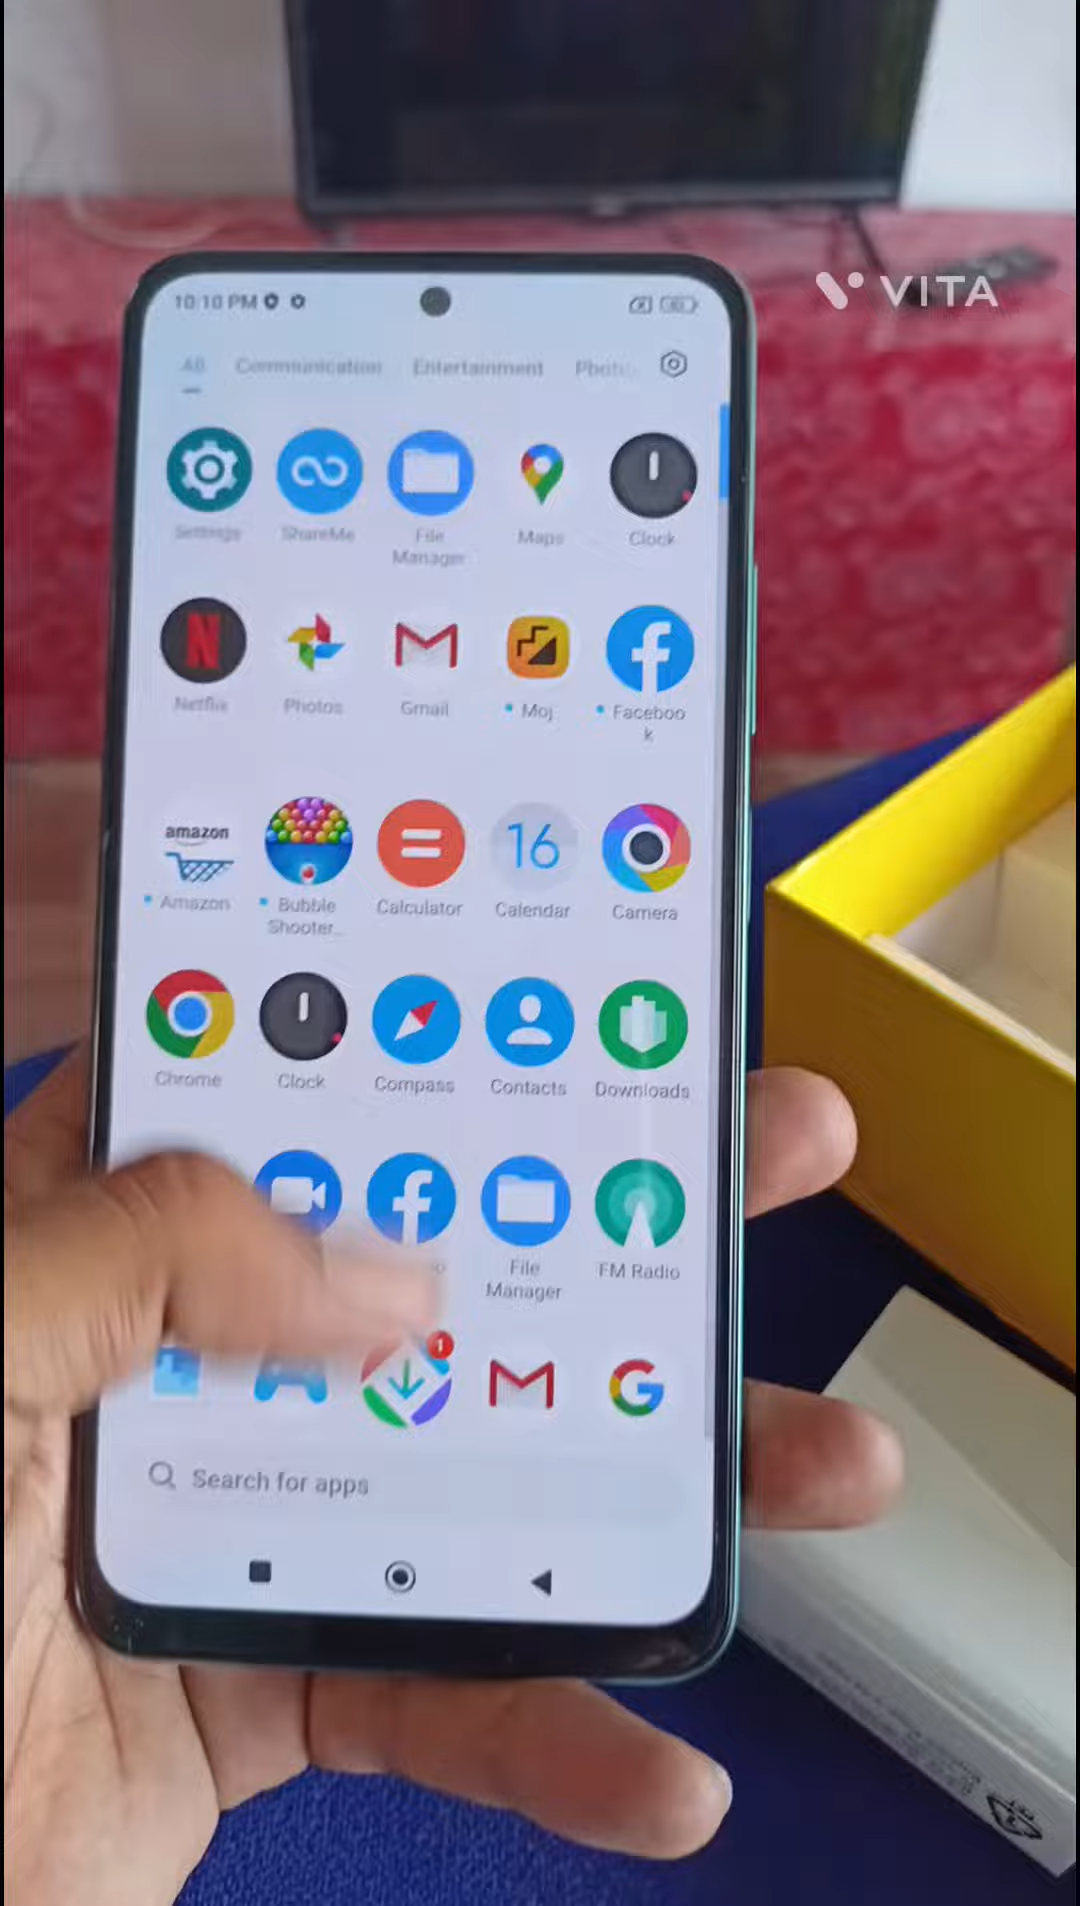 VITA
10:10 PM
All Communication Entertainment Photo
Settings ShareMe File Manager Maps Clock
Netflix Photos Gmail Moj Faceboo
k
amazon
16
Amazon Bubble Shooter... Calculator Calendar Camera
Chrome Clock Compass Contacts Downloads
File Manager FM Radio
1
Search for apps